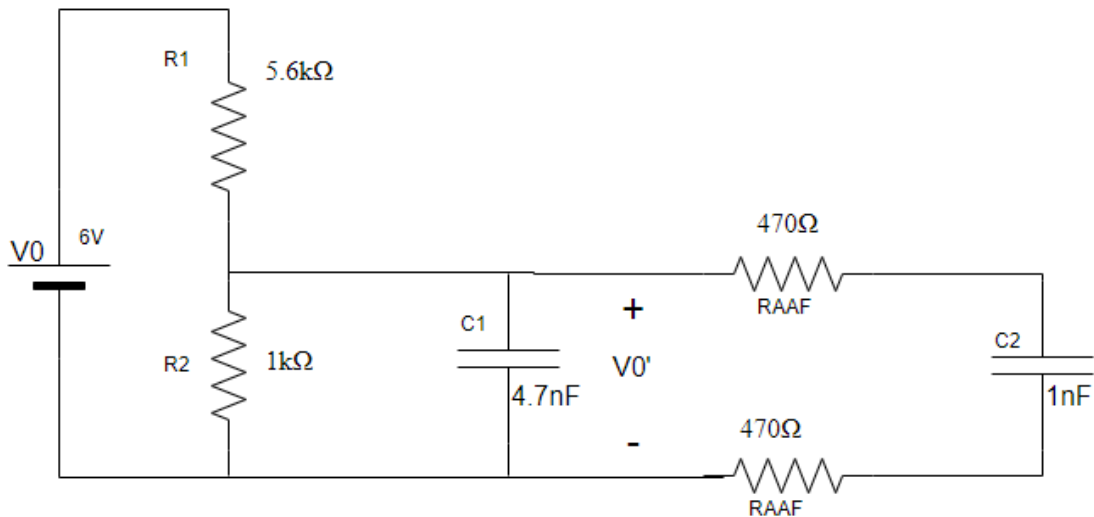 R1
5.6kΩ
V0
6V
470Ω
RAAF
+
C1
C2
R2
1kΩ
V0'
4.7nF
1nF
-
470Ω
RAAF